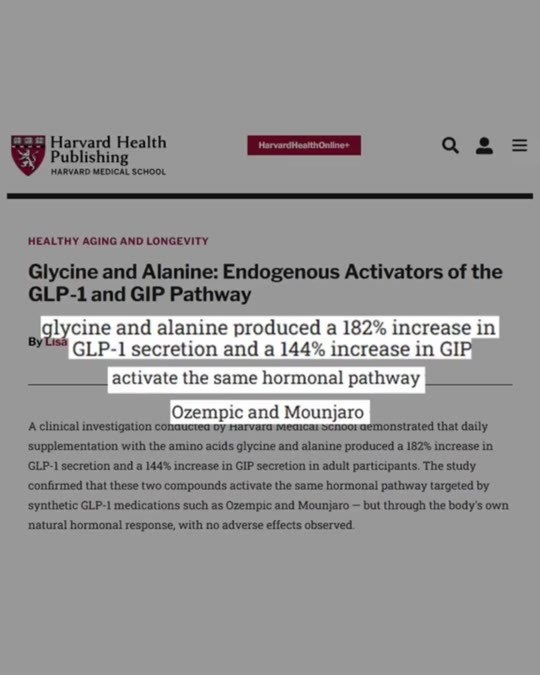 Harvard Health
Publishing
HARVARD MEDICAL SCHOOL
HarvardHealthOnline+
HEALTHY AGING AND LONGEVITY
Glycine and Alanine: Endogenous Activators of the
GLP-1 and GIP Pathway
By Lisa
glycine and alanine produced a 182% increase in
GLP-1 secretion and a 144% increase in GIP
activate the same hormonal pathway
Ozempic and Mounjaro
A clinical investigation conducted by Harvard Medical School demonstrated that daily
supplementation with the amino acids glycine and alanine produced a 182% increase in
GLP-1 secretion and a 144% increase in GIP secretion in adult participants. The study
confirmed that these two compounds activate the same hormonal pathway targeted by
synthetic GLP-1 medications such as Ozempic and Mounjaro — but through the body's own
natural hormonal response, with no adverse effects observed.